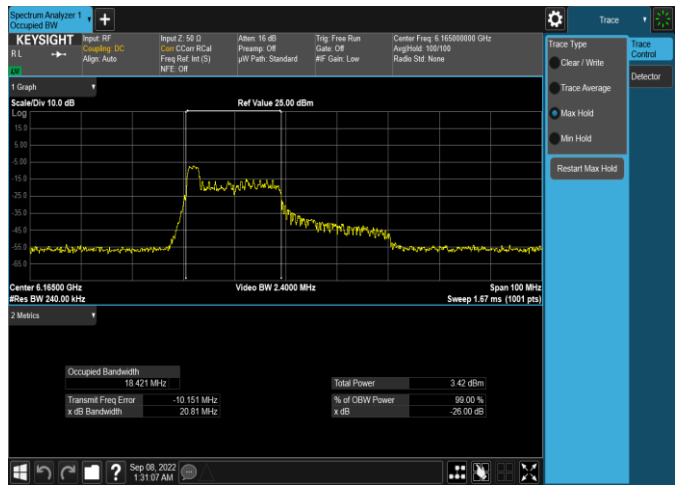 Spectrum Analyzer 1
Occupied BW
Trace
KEYSIGHT
Input: RF
Input Z: 50 Ω
Atten: 16 dB
Trig: Free Run
Center Freq: 6.165000000 GHz
R L
Coupling: DC
Corr CCorr RCal
Preamp: Off
Gate: Off
Avg|Hold: 100/100
Align: Auto
Freq Ref: Int (S)
µW Path: Standard
#IF Gain: Low
Radio Std: None
NFE: Off
Trace Type
Clear / Write
Trace Average
Max Hold
Min Hold
Restart Max Hold
Trace
Control
Detector
1 Graph
Scale/Div 10.0 dB
Ref Value 25.00 dBm
Log
15.0
5.00
-5.00
-15.0
-25.0
-35.0
-45.0
-55.0
-65.0
Center 6.16500 GHz
Video BW 2.4000 MHz
Span 100 MHz
#Res BW 240.00 kHz
Sweep 1.67 ms (1001 pts)
2 Metrics
Occupied Bandwidth
18.421 MHz
Total Power
3.42 dBm
Transmit Freq Error
-10.151 MHz
% of OBW Power
99.00 %
x dB Bandwidth
20.81 MHz
x dB
-26.00 dB
Sep 08, 2022
1:31:07 AM